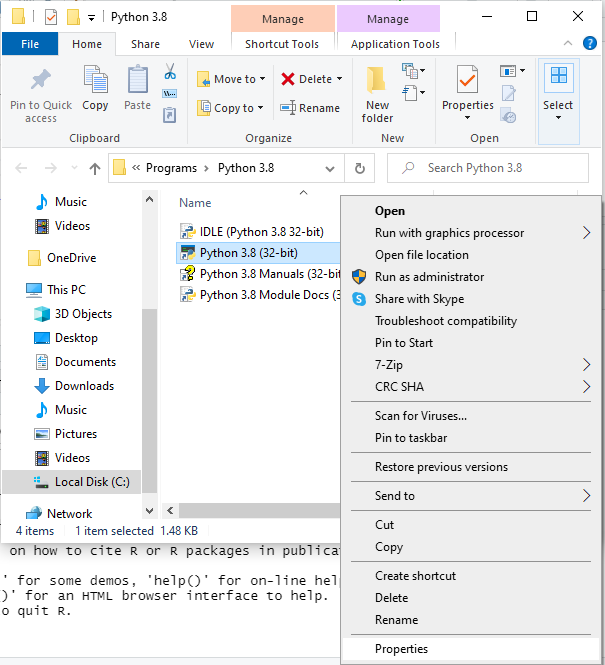 Python 3.8
Manage
Manage
File
Home
Share
View
Shortcut Tools
Application Tools
Pin to Quick
access
Copy
Paste
Clipboard
Move to
Copy to
Delete
Rename
Organize
New
folder
New
Properties
Open
Select
« Programs > Python 3.8
Search Python 3.8
Music
Videos
OneDrive
This PC
3D Objects
Desktop
Documents
Downloads
Music
Pictures
Videos
Local Disk (C:)
Network
Name
IDLE (Python 3.8 32-bit)
Python 3.8 (32-bit)
Python 3.8 Manuals (32-bit
Python 3.8 Module Docs (3
4 items
1 item selected 1.48 KB
Open
Run with graphics processor
Open file location
Run as administrator
Share with Skype
Troubleshoot compatibility
Pin to Start
7-Zip
CRC SHA
Scan for Viruses...
Pin to taskbar
Restore previous versions
Send to
Cut
Copy
Create shortcut
Delete
Rename
Properties
on how to cite R or R packages in publicat
' for some demos, 'help()' for on-line help
)' for an HTML browser interface to help.
o quit R.